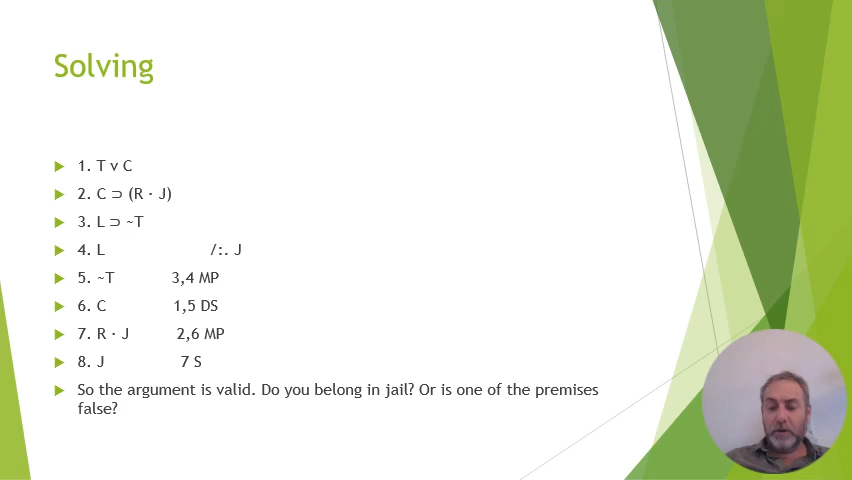 Solving
1. T v C
2. C ⊃ (R · J)
3. L ⊃ ~T
4. L /:. J
5. ~T 3,4 MP
6. C 1,5 DS
7. R · J 2,6 MP
8. J 7 S
So the argument is valid. Do you belong in jail? Or is one of the premises
false?